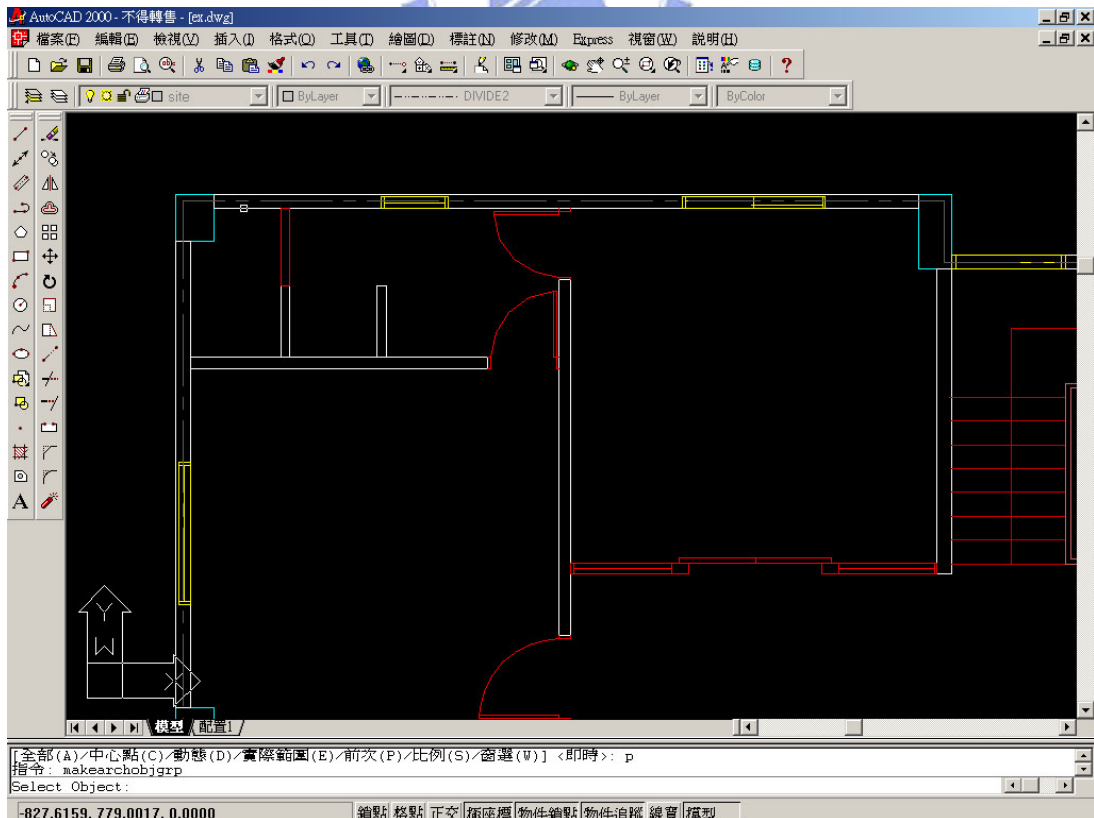 AutoCAD 2000 - 不得轉售 - [ex.dwg]
檔案(F) 編輯(E) 檢視(V) 插入(I) 格式(O) 工具(T) 繪圖(D) 標註(N) 修改(M) Express 視窗(W) 説明(H)
site ByLayer DIVIDE2 ByLayer ByColor
A
Y
W
X
模型 配置1
[全部(A)/中心點(C)/動態(D)/實際範圍(E)/前次(P)/比例(S)/窗選(W)] <即時>: p
指令: makearchobjgrp
Select Object:
-827.6159, 779.0017, 0.0000 鎖點 格點 正交 極座標 物件鎖點 物件追蹤 線寬 模型